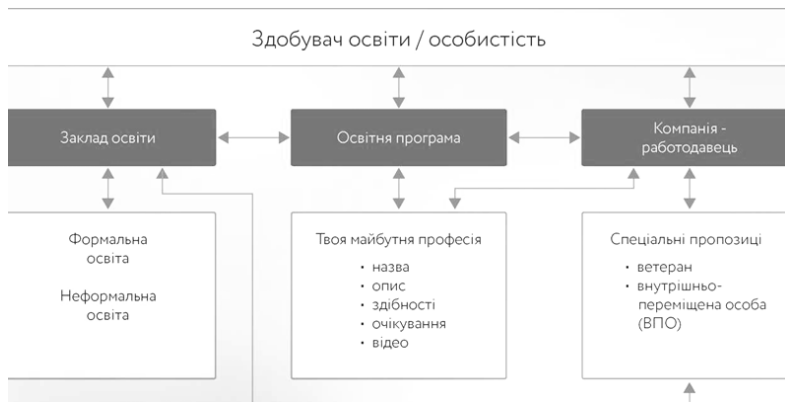 Здобувач освіти / особистість
Заклад освіти
Освітня програма
Компанія -
работодавець
Формальна
освіта
Неформальна
освіта
Твоя майбутня професія
• назва
• опис
• здібності
• очікування
• відео
Спеціальні пропозиці
• ветеран
• внутрішньо-
переміщена особа
(ВПО)